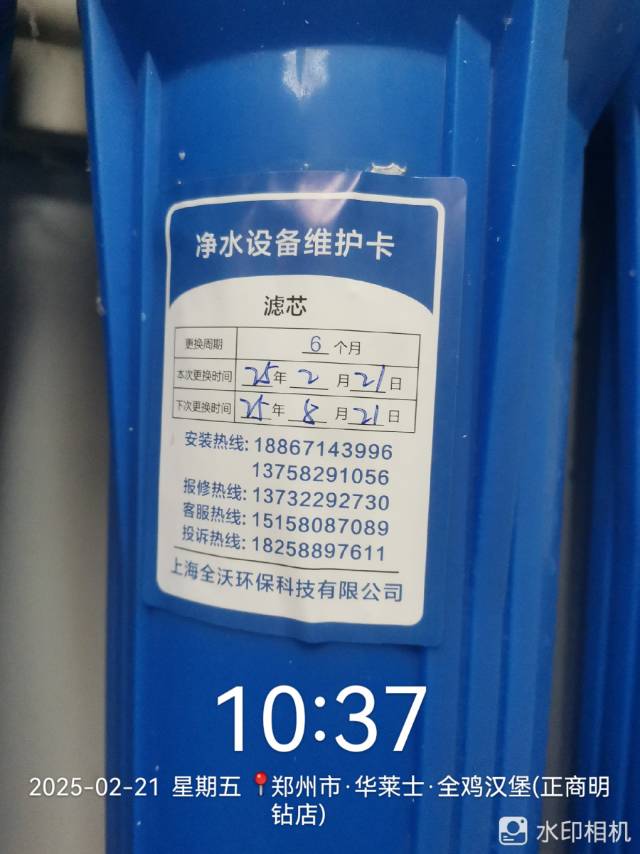 净水设备维护卡
滤芯
更换周期 6 个月
本次更换时间 25 年 2 月 21 日
下次更换时间 25 年 8 月 21 日
安装热线: 18867143996
13758291056
报修热线: 13732292730
客服热线: 15158087089
投诉热线: 18258897611
上海全沃环保科技有限公司
10:37
2025-02-21 星期五 郑州市·华莱士·全鸡汉堡(正商明
钻店)
水印相机